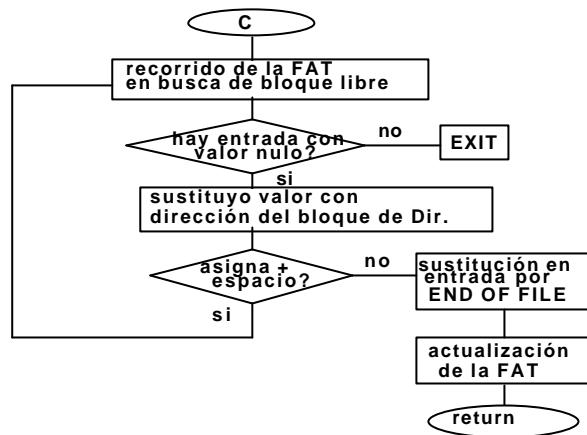 C
recorrido de la FAT
en busca de bloque libre
hay entrada con
valor nulo?
no
EXIT
si
sustituyo valor con
dirección del bloque de Dir.
asigna +
espacio?
no
si
sustitución en
entrada por
END OF FILE
actualización
de la FAT
return